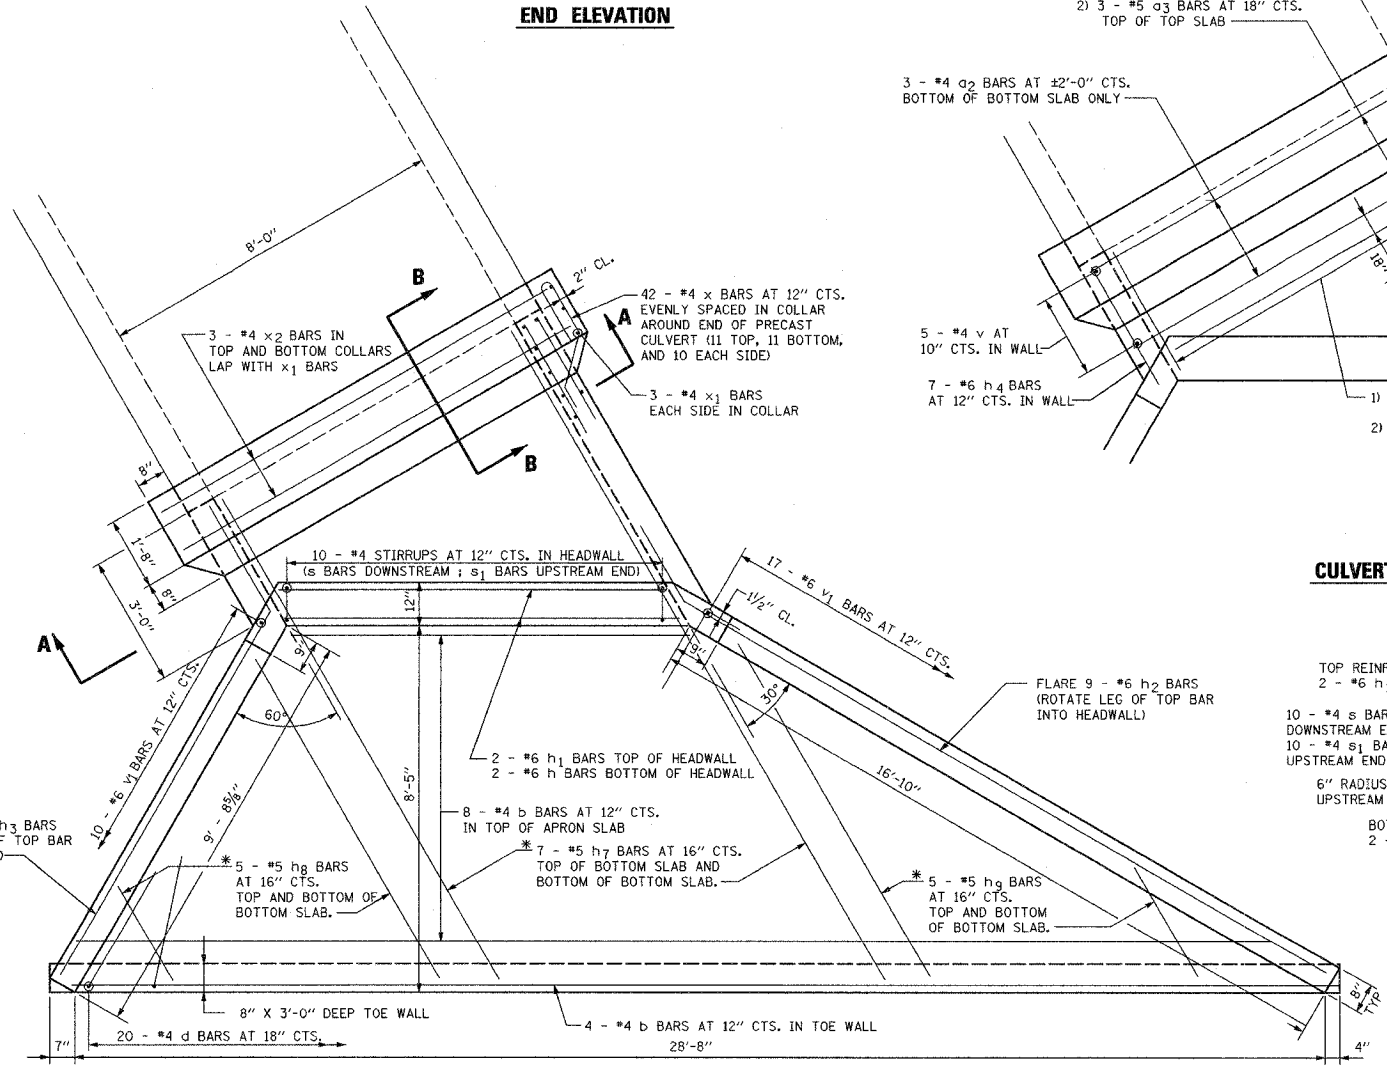 END ELEVATION
2) 3 - #5 a3 BARS AT 18" CTS.
TOP OF TOP SLAB
3 - #4 a2 BARS AT ±2'-0" CTS.
BOTTOM OF BOTTOM SLAB ONLY
8'-0"
B
2" CL.
42 - #4 x BARS AT 12" CTS.
EVENLY SPACED IN COLLAR
AROUND END OF PRECAST
CULVERT (11 TOP, 11 BOTTOM,
AND 10 EACH SIDE)
A
3 - #4 x2 BARS IN
TOP AND BOTTOM COLLARS
LAP WITH x1 BARS
3 - #4 x1 BARS
EACH SIDE IN COLLAR
18"
5 - #4 v AT
10" CTS. IN WALL
7 - #6 h4 BARS
AT 12" CTS. IN WALL
1)
2)
B
8"
1'-8"
8"
3'-0"
A
10 - #4 STIRRUPS AT 12" CTS. IN HEADWALL
(s BARS DOWNSTREAM ; s1 BARS UPSTREAM END)
12"
17 - #6 v1 BARS AT 12" CTS.
1½" CL.
CULVERT
9"
9"
60°
30°
10 - #6 v1 BARS AT 12" CTS.
9' - 8⅝"
8'-5"
16'-10"
FLARE 9 - #6 h2 BARS
(ROTATE LEG OF TOP BAR
INTO HEADWALL)
TOP REINF
2 - #6 h
10 - #4 s BAR
DOWNSTREAM E
10 - #4 s1 BA
UPSTREAM END
6" RADIUS
UPSTREAM
BO
2 -
2 - #6 h1 BARS TOP OF HEADWALL
2 - #6 h BARS BOTTOM OF HEADWALL
h3 BARS
F TOP BAR
)
8 - #4 b BARS AT 12" CTS.
IN TOP OF APRON SLAB
* 5 - #5 h8 BARS
AT 16" CTS.
TOP AND BOTTOM OF
BOTTOM SLAB.
* 7 - #5 h7 BARS AT 16" CTS.
TOP OF BOTTOM SLAB AND
BOTTOM OF BOTTOM SLAB.
* 5 - #5 h9 BARS
AT 16" CTS.
TOP AND BOTTOM
OF BOTTOM SLAB.
8" X 3'-0" DEEP TOE WALL
4 - #4 b BARS AT 12" CTS. IN TOE WALL
20 - #4 d BARS AT 18" CTS.
8"
TYP
7"
28'-8"
4"